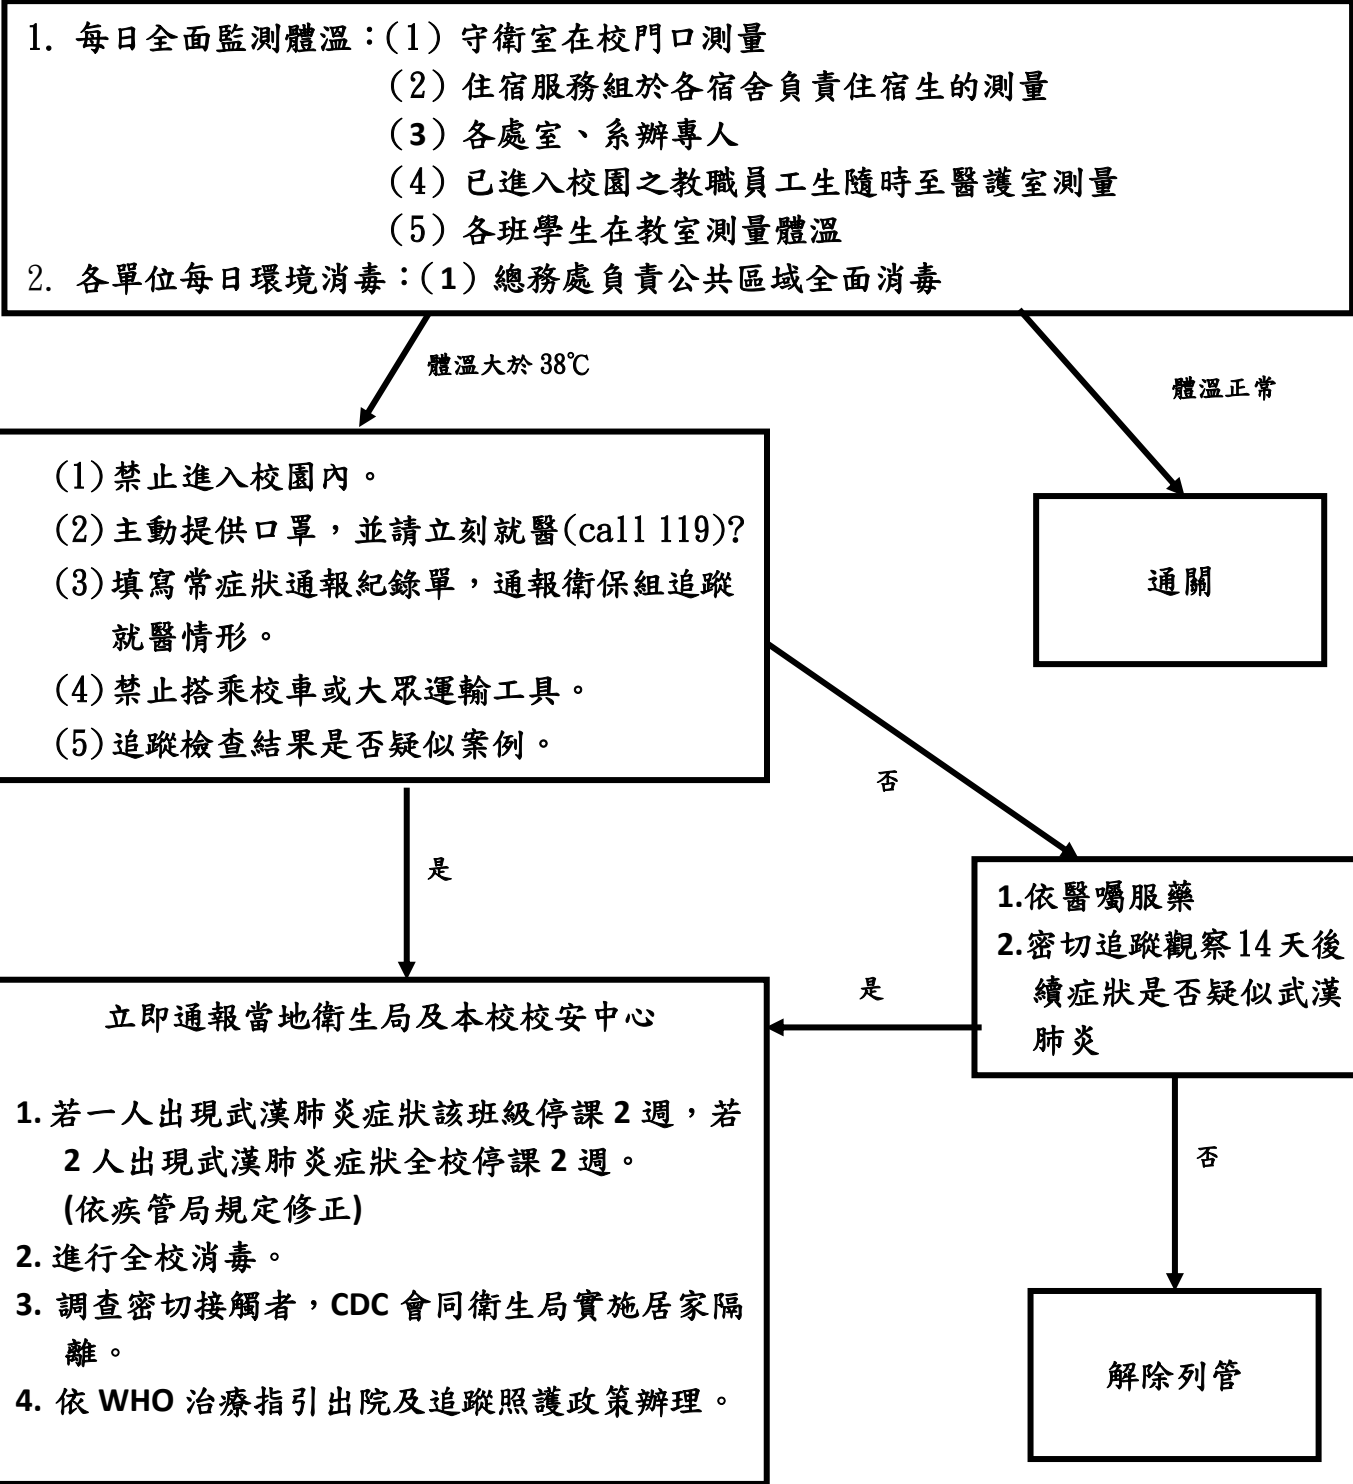 1. 每日全面監測體溫：(1) 守衛室在校門口測量
(2) 住宿服務組於各宿舍負責住宿生的測量
(3) 各處室、系辦專人
(4) 已進入校園之教職員工生隨時至醫護室測量
(5) 各班學生在教室測量體溫
2. 各單位每日環境消毒：(1) 總務處負責公共區域全面消毒
體溫大於 38℃
體溫正常
(1)禁止進入校園內。
(2)主動提供口罩，並請立刻就醫(call 119)?
(3)填寫常症狀通報紀錄單，通報衛保組追蹤
就醫情形。
(4)禁止搭乘校車或大眾運輸工具。
(5)追蹤檢查結果是否疑似案例。
通關
否
是
1.依醫囑服藥
2.密切追蹤觀察 14 天後
續症狀是否疑似武漢
肺炎
是
立即通報當地衛生局及本校校安中心
1. 若一人出現武漢肺炎症狀該班級停課 2 週，若
2 人出現武漢肺炎症狀全校停課 2 週。
(依疾管局規定修正)
2. 進行全校消毒。
3. 調查密切接觸者，CDC 會同衛生局實施居家隔
離。
4. 依 WHO 治療指引出院及追蹤照護政策辦理。
否
解除列管